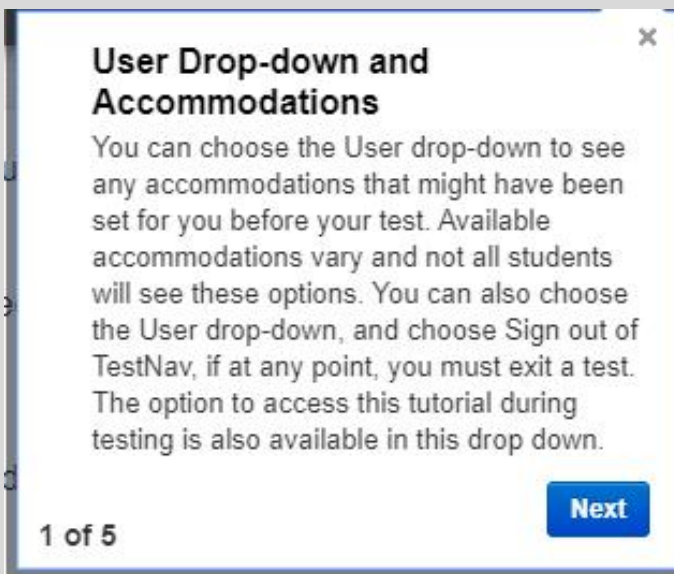 User Drop-down and
Accommodations
You can choose the User drop-down to see
any accommodations that might have been
set for you before your test. Available
accommodations vary and not all students
will see these options. You can also choose
the User drop-down, and choose Sign out of
TestNav, if at any point, you must exit a test.
The option to access this tutorial during
testing is also available in this drop down.
Next
1 of 5